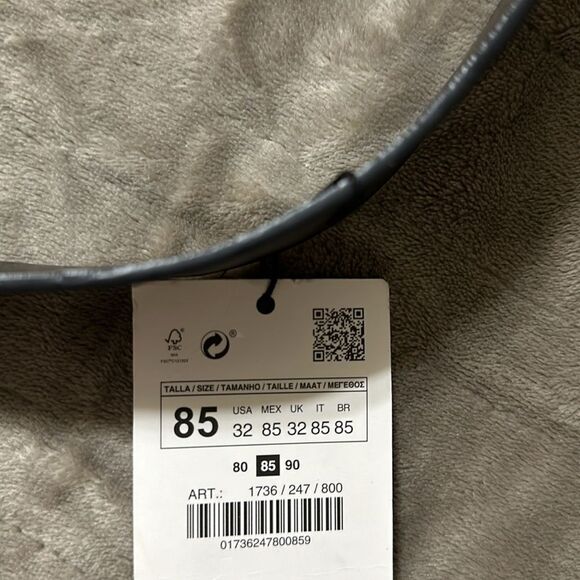 FSC
®
TALLA / SIZE / TAMANHO / TAILLE / MAAT / ΜΕΓΕΘΟΣ
85
USA MEX UK IT BR
32 85 32 85 85
80 85 90
ART.: 1736 / 247 / 800
01736247800859